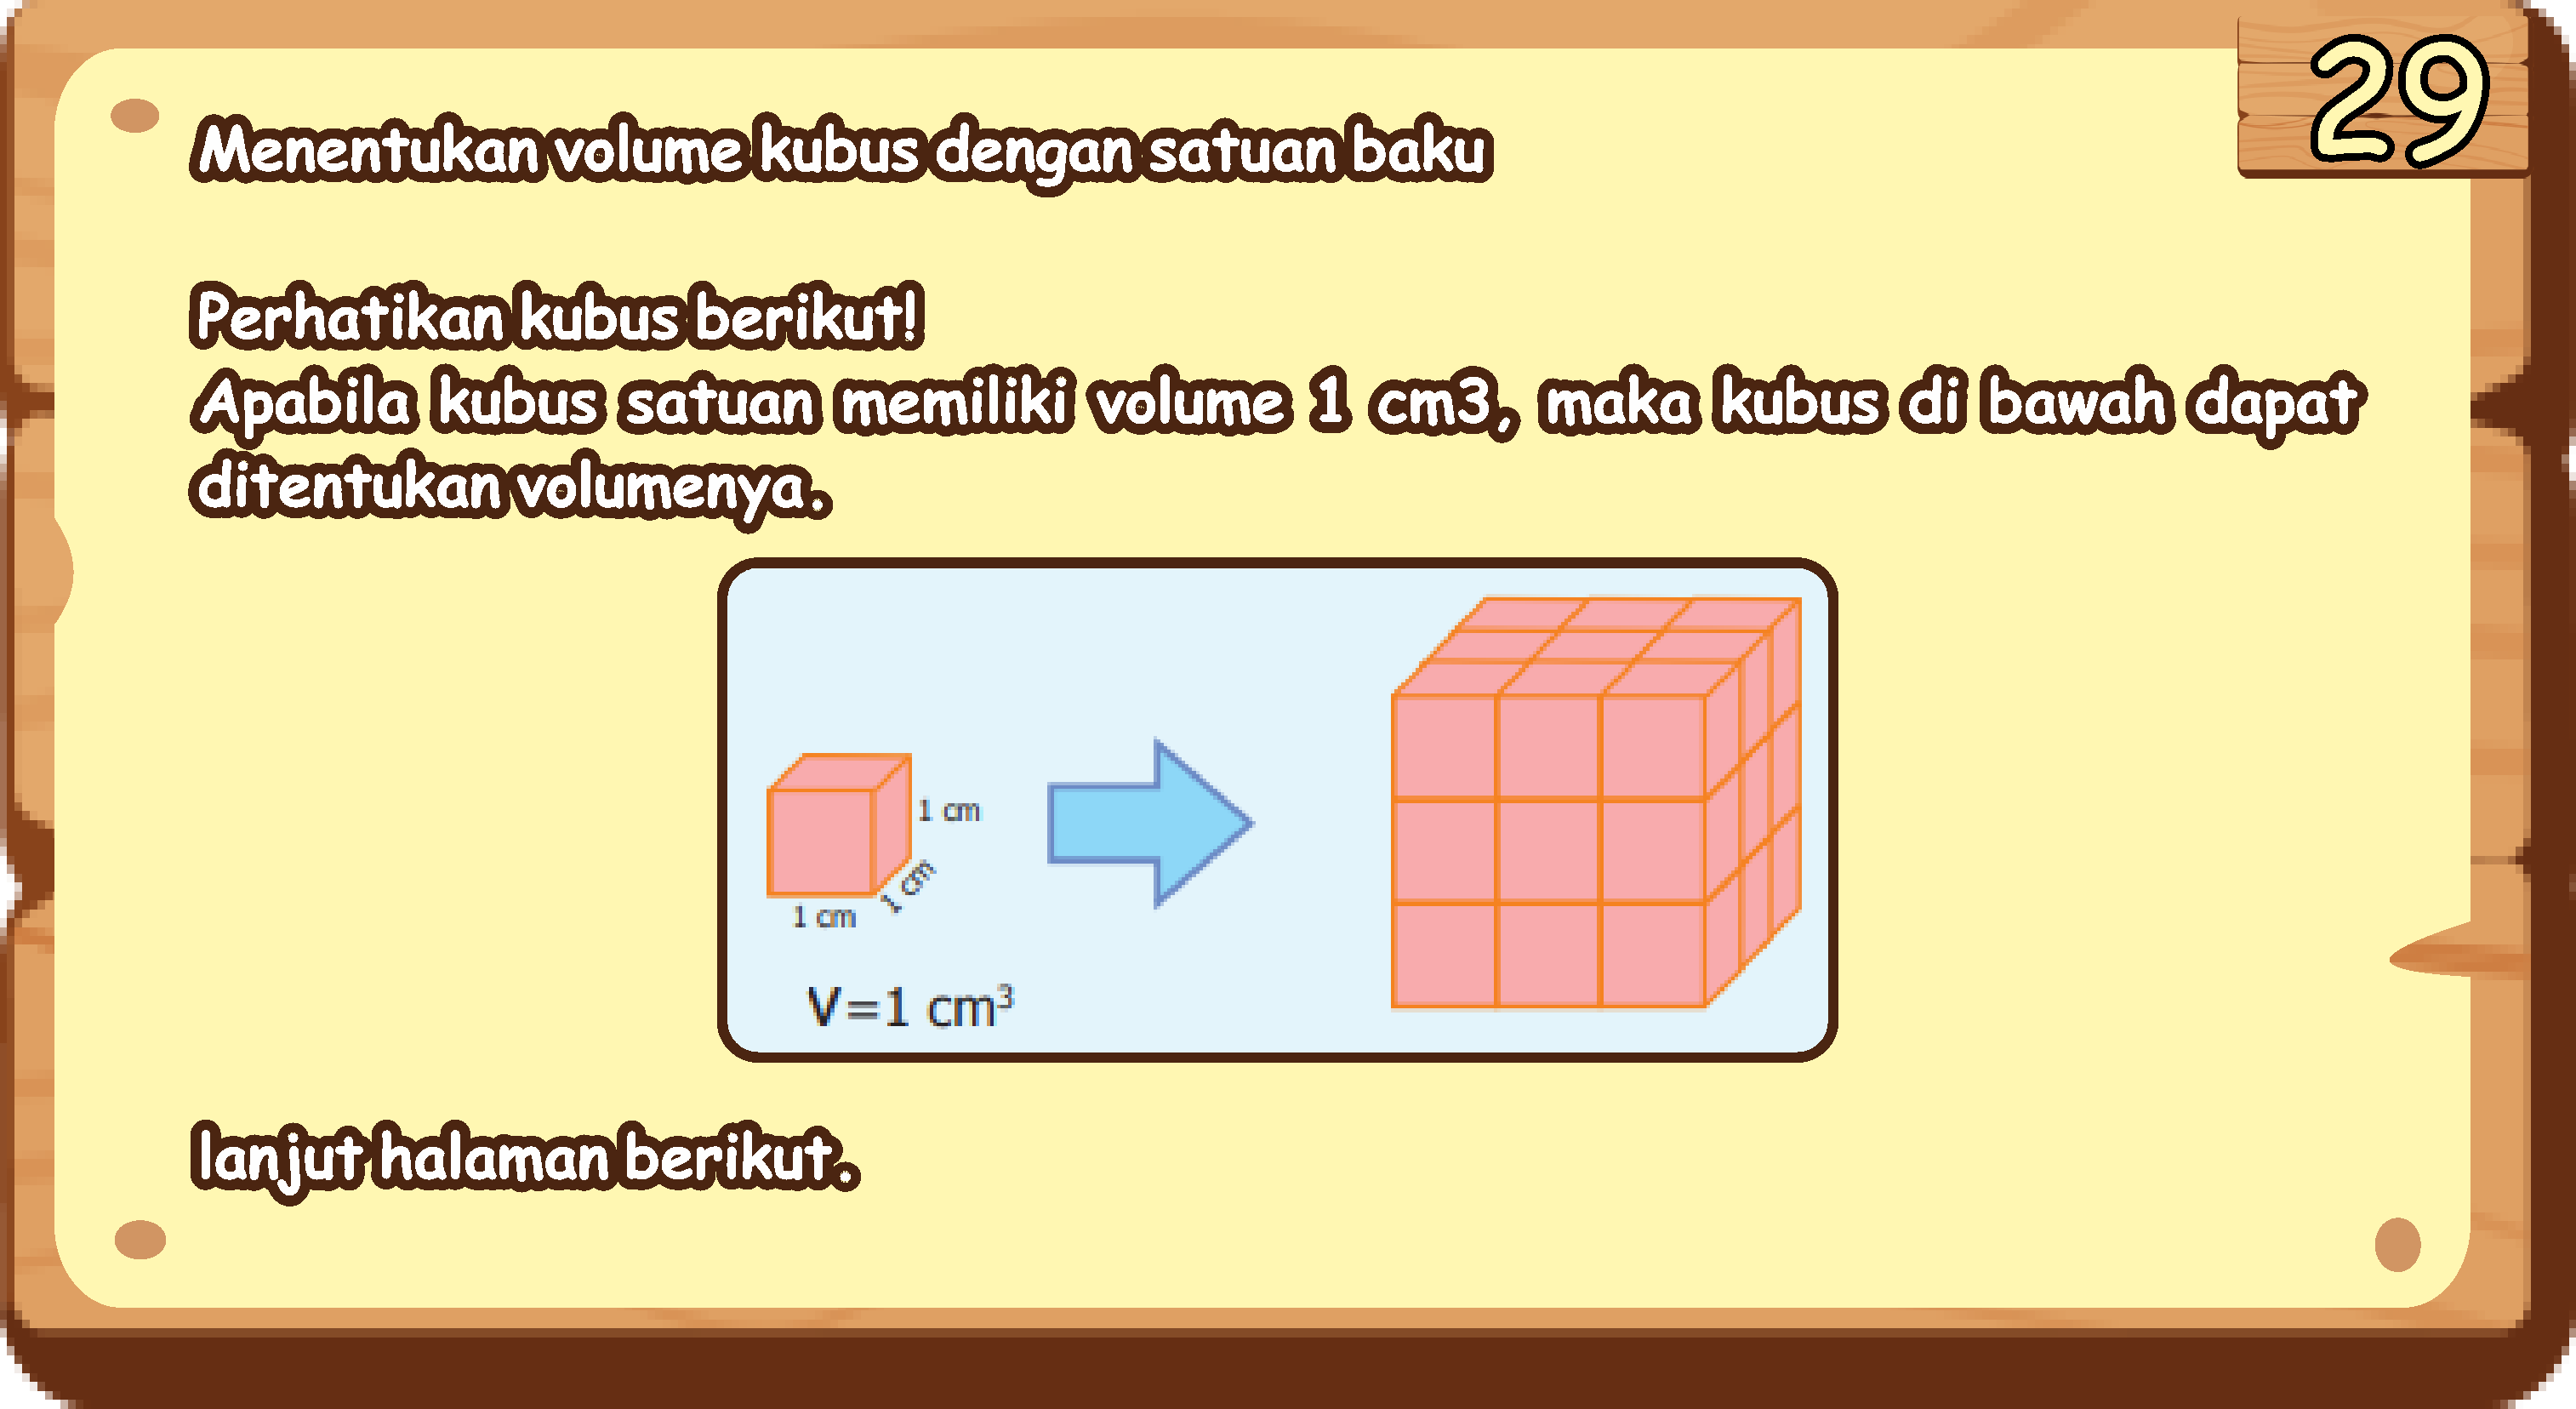 29
Menentukan volume kubus dengan satuan baku
Perhatikan kubus berikut!
Apabila kubus satuan memiliki volume 1 cm3, maka kubus di bawah dapat
ditentukan volumenya.
1 cm
1 cm
1 cm
V=1 cm³
lanjut halaman berikut.